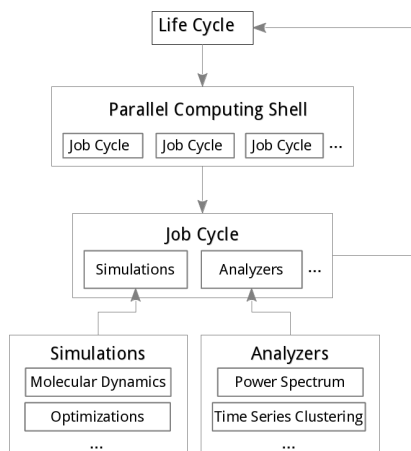 Life Cycle
Parallel Computing Shell
Job Cycle Job Cycle Job Cycle ...
Job Cycle
Simulations Analyzers ...
Simulations Analyzers
Molecular Dynamics Power Spectrum
Optimizations Time Series Clustering
... ...